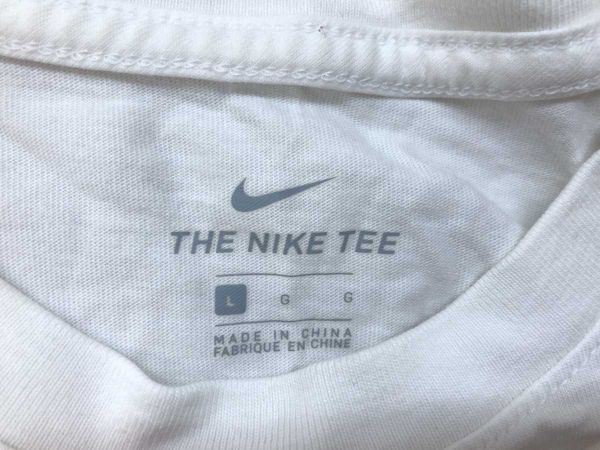 THE NIKE TEE
L G G
MADE IN CHINA
FABRIQUE EN CHINE